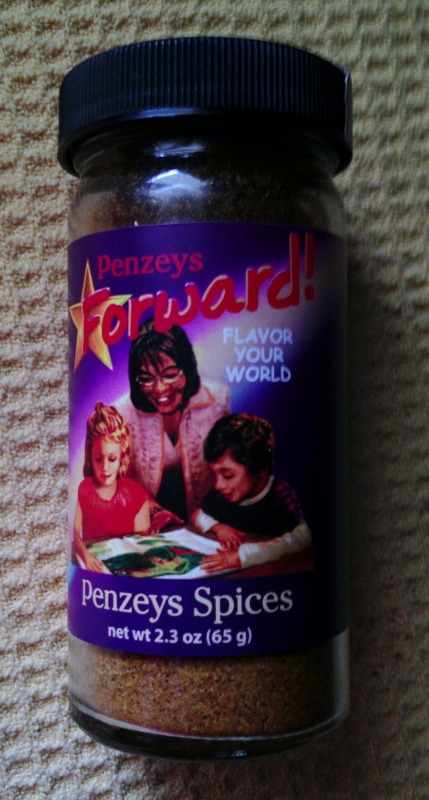 Penzeys
Forward!
FLAVOR
YOUR
WORLD
Penzeys Spices
net wt 2.3 oz (65 g)